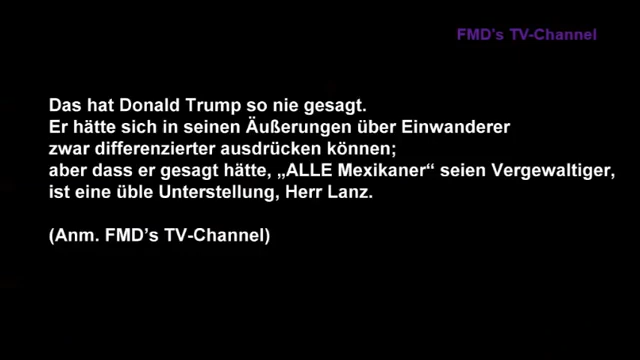 FMD's TV-Channel
Das hat Donald Trump so nie gesagt.
Er hätte sich in seinen Äußerungen über Einwanderer
zwar differenzierter ausdrücken können;
aber dass er gesagt hätte, „ALLE Mexikaner“ seien Vergewaltiger,
ist eine üble Unterstellung, Herr Lanz.
(Anm. FMD’s TV-Channel)